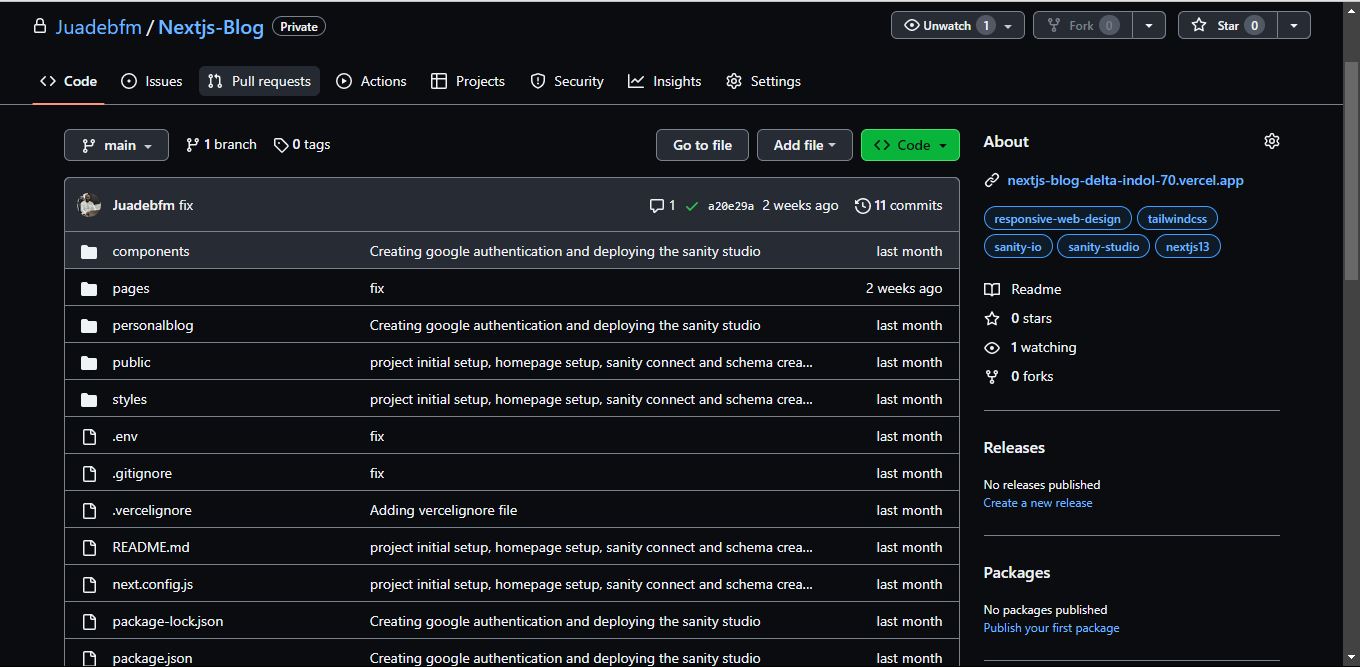 Juadebfm / Nextjs-Blog Private
Unwatch 1
Fork 0
Star 0
Code
Issues
Pull requests
Actions
Projects
Security
Insights
Settings
main
1 branch
0 tags
Go to file
Add file
Code
Juadebfm fix
1 a20e29a 2 weeks ago 11 commits
components Creating google authentication and deploying the sanity studio last month
pages fix 2 weeks ago
personalblog Creating google authentication and deploying the sanity studio last month
public project initial setup, homepage setup, sanity connect and schema crea... last month
styles project initial setup, homepage setup, sanity connect and schema crea... last month
.env fix last month
.gitignore fix last month
.vercelignore Adding vercelignore file last month
README.md project initial setup, homepage setup, sanity connect and schema crea... last month
next.config.js project initial setup, homepage setup, sanity connect and schema crea... last month
package-lock.json Creating google authentication and deploying the sanity studio last month
package.json Creating google authentication and deploying the sanity studio last month
About
nextjs-blog-delta-indol-70.vercel.app
responsive-web-design tailwindcss
sanity-io sanity-studio nextjs13
Readme
0 stars
1 watching
0 forks
Releases
No releases published
Create a new release
Packages
No packages published
Publish your first package